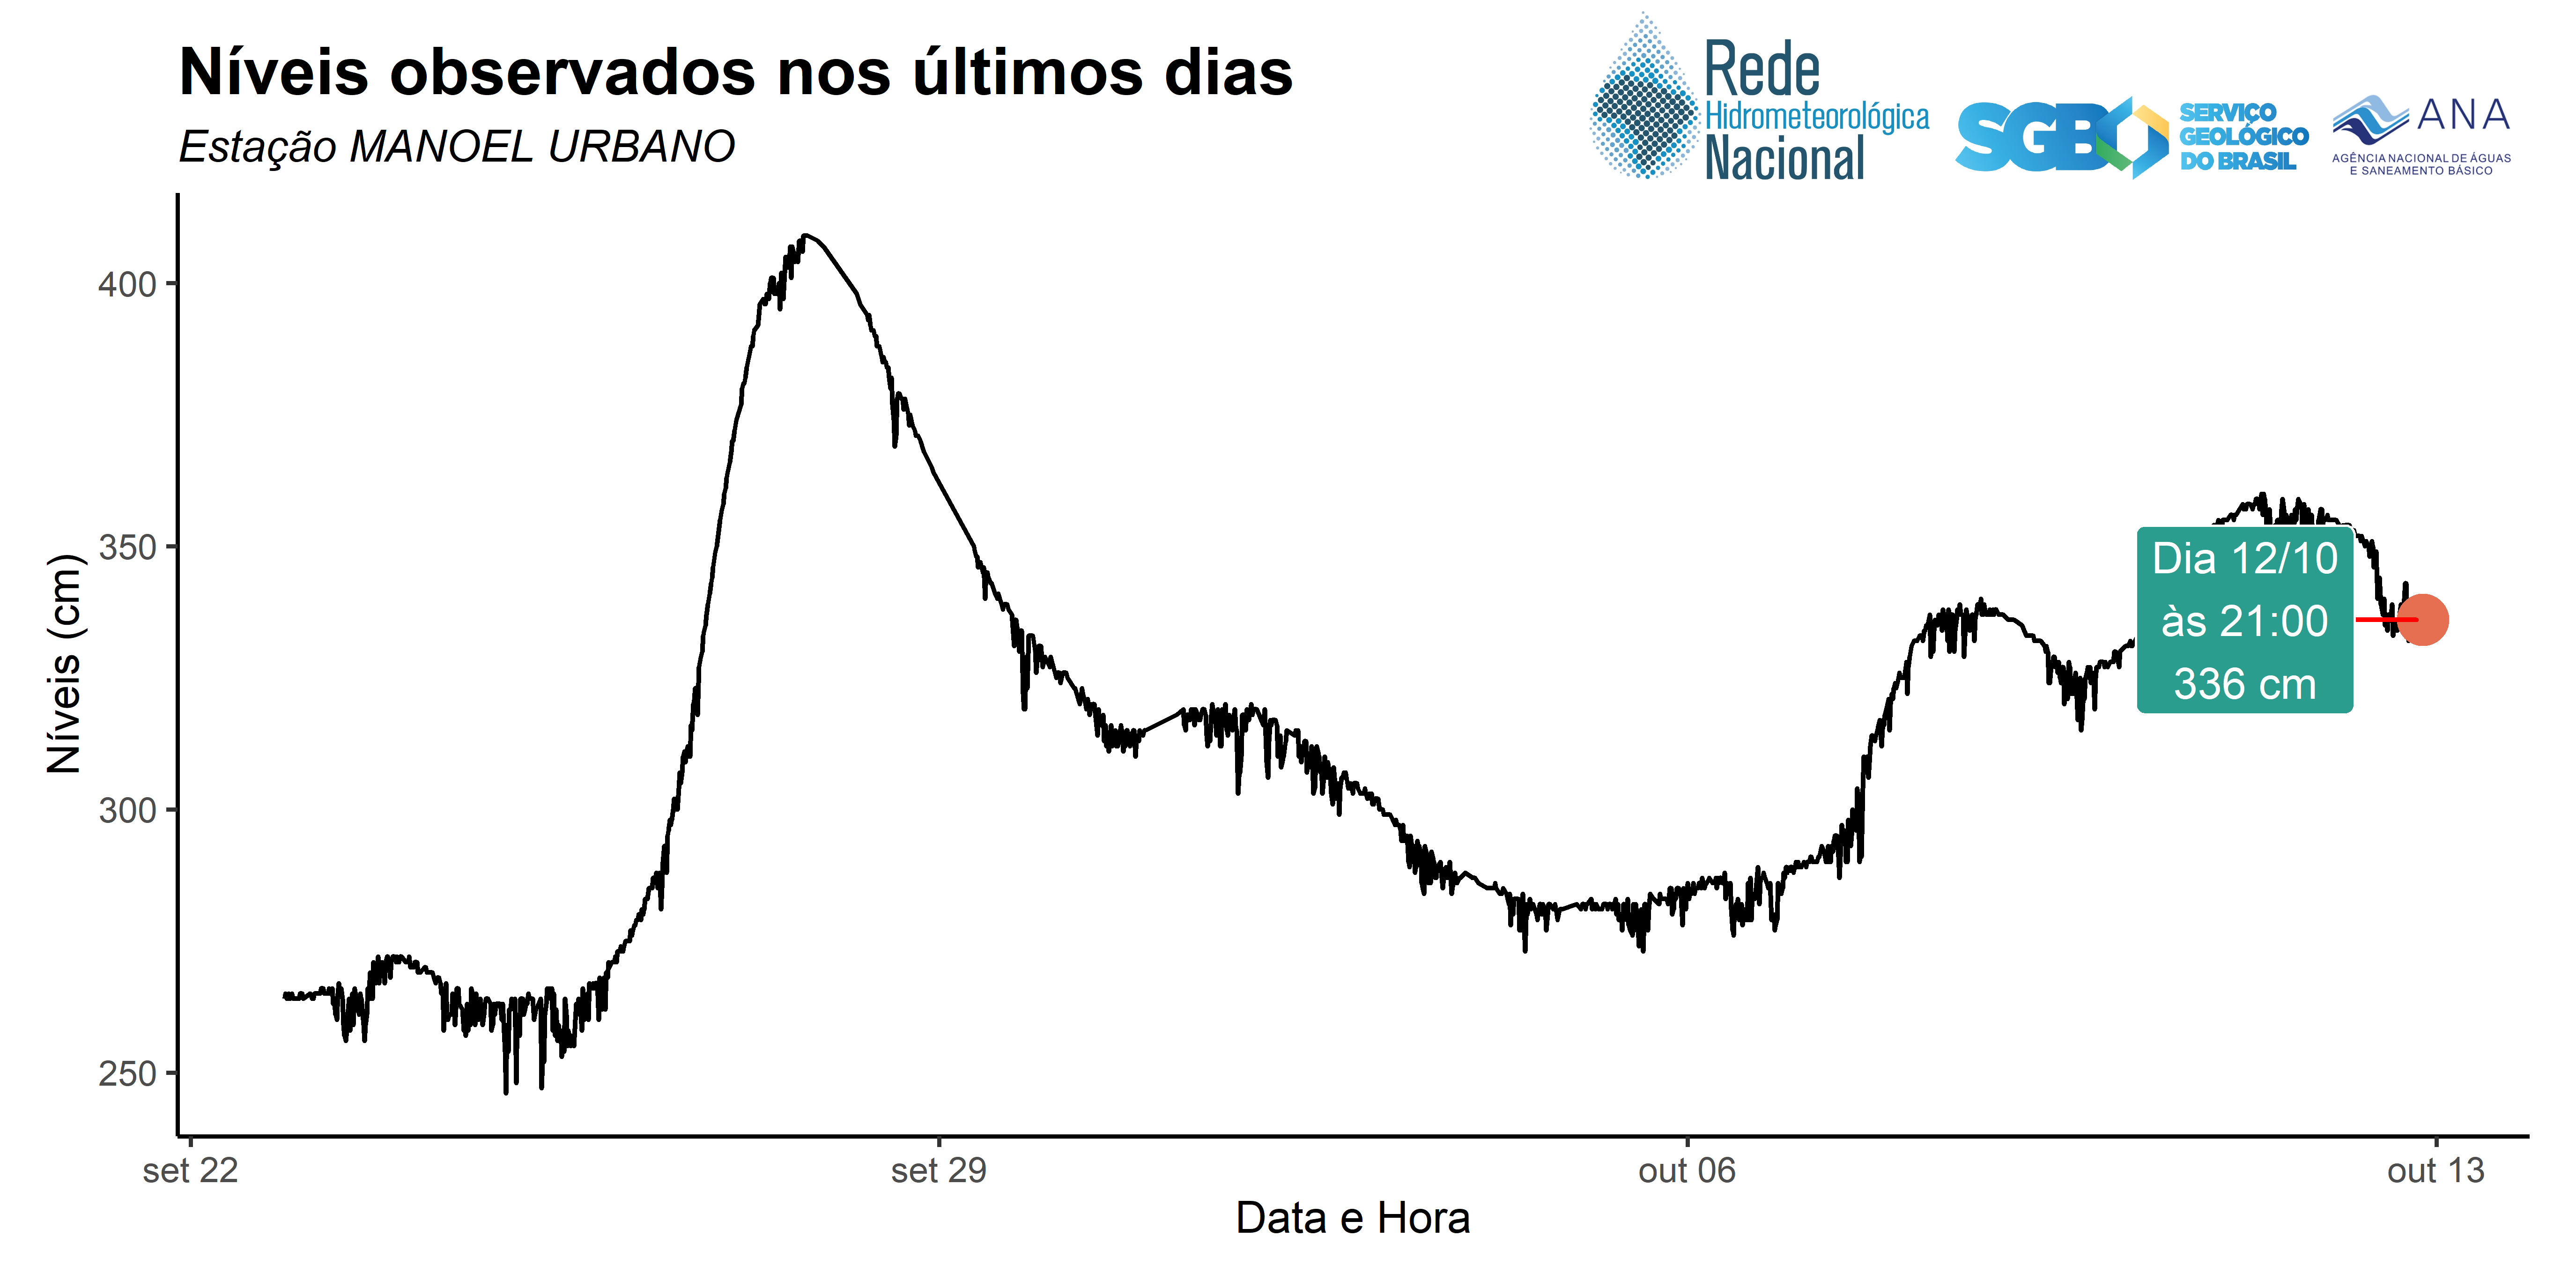 Níveis observados nos últimos dias
Estação MANOEL URBANO
Rede
Hidrometeorológica
Nacional
SGB
SERVIÇO
GEOLÓGICO
DO BRASIL
ANA
AGÊNCIA NACIONAL DE ÁGUAS
E SANEAMENTO BÁSICO
Níveis (cm)
400
350
300
250
Dia 12/10
às 21:00
336 cm
set 22
set 29
out 06
out 13
Data e Hora